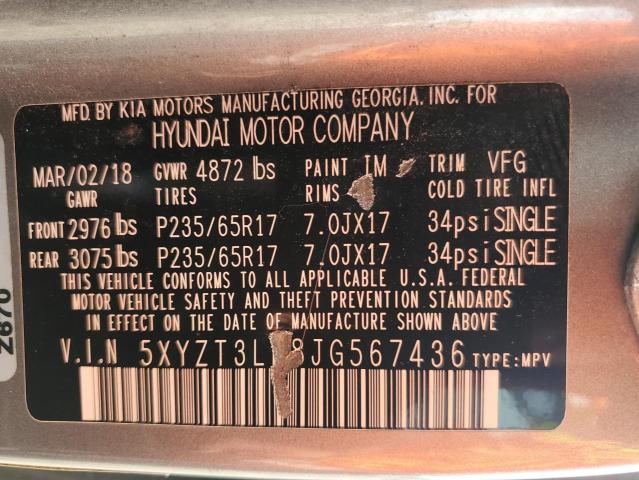 MFD. BY KIA MOTORS MANUFACTURING GEORGIA. INC. FOR
HYUNDAI MOTOR COMPANY
MAR/02/18 GVWR 4872 lbs PAINT TM TRIM VFG
GAWR TIRES RIMS COLD TIRE INFL
FRONT 2976 lbs P235/65R17 7.0JX17 34psi SINGLE
REAR 3075 lbs P235/65R17 7.0JX17 34psi SINGLE
THIS VEHICLE CONFORMS TO ALL APPLICABLE U.S.A. FEDERAL
MOTOR VEHICLE SAFETY AND THEFT PREVENTION STANDARDS
IN EFFECT ON THE DATE OF MANUFACTURE SHOWN ABOVE.
V.I.N TYPE:MPV